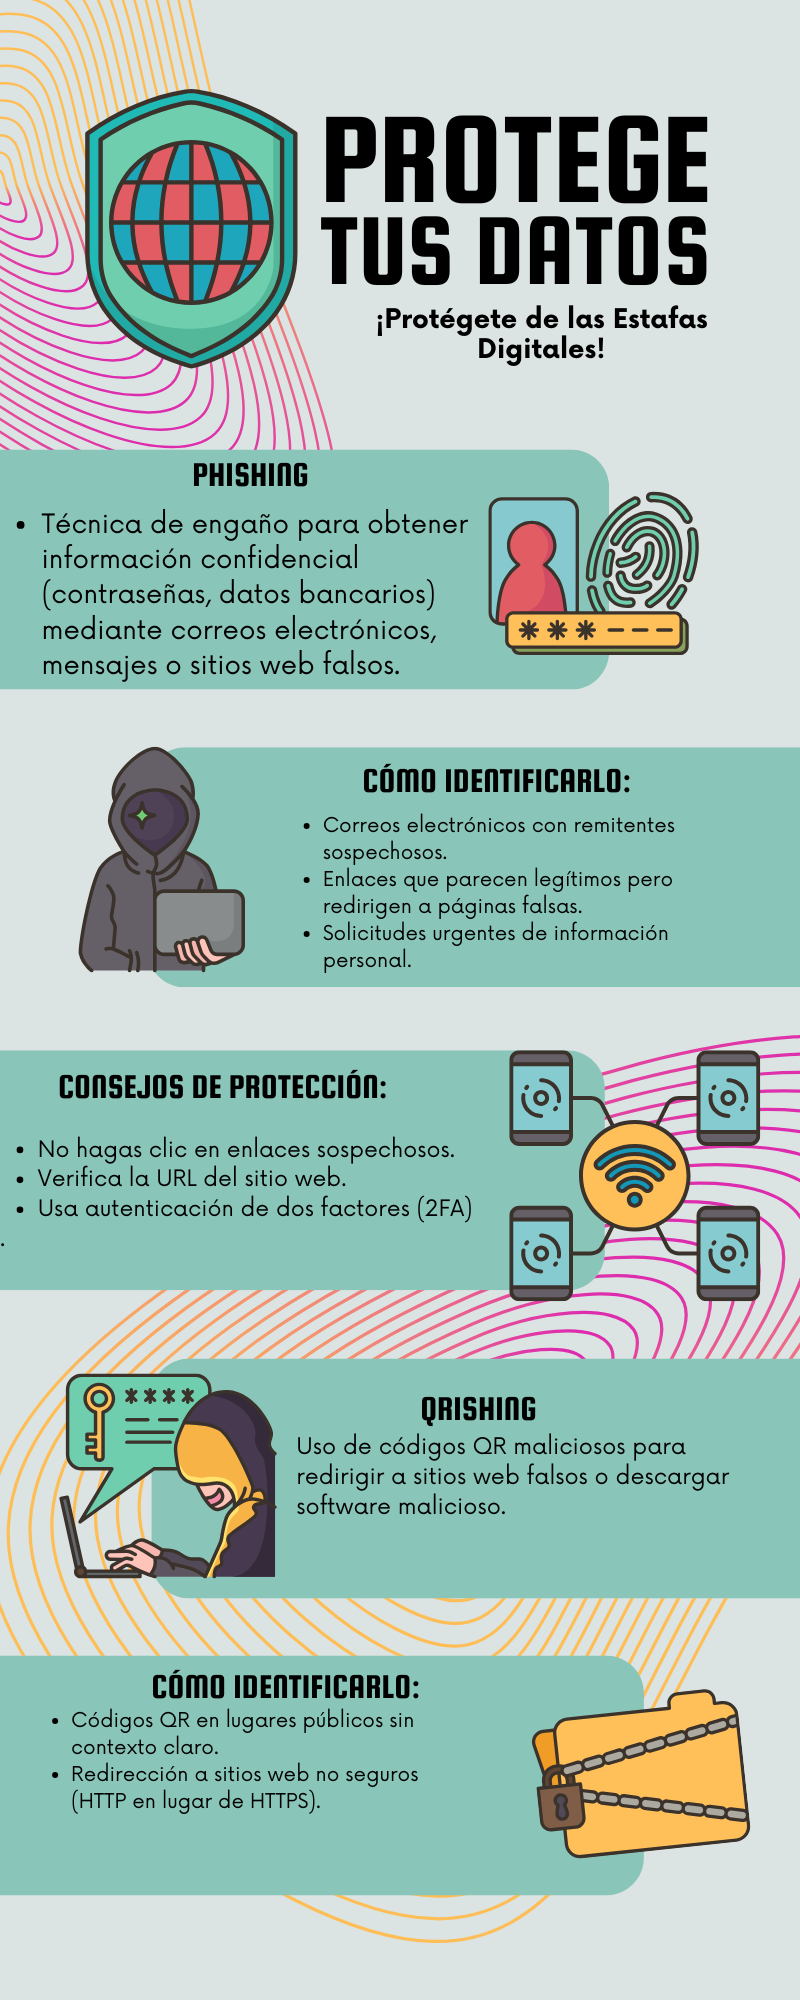 PROTEGE
TUS DATOS
¡Protégete de las Estafas
Digitales!
PHISHING
• Técnica de engaño para obtener
información confidencial
(contraseñas, datos bancarios)
mediante correos electrónicos,
mensajes o sitios web falsos.
*** ---
CÓMO IDENTIFICARLO:
• Correos electrónicos con remitentes
sospechosos.
• Enlaces que parecen legítimos pero
redirigen a páginas falsas.
• Solicitudes urgentes de información
personal.
CONSEJOS DE PROTECCIÓN:
• No hagas clic en enlaces sospechosos.
• Verifica la URL del sitio web.
• Usa autenticación de dos factores (2FA)
.
****
QRISHING
Uso de códigos QR maliciosos para
redirigir a sitios web falsos o descargar
software malicioso.
CÓMO IDENTIFICARLO:
• Códigos QR en lugares públicos sin
contexto claro.
• Redirección a sitios web no seguros
(HTTP en lugar de HTTPS).